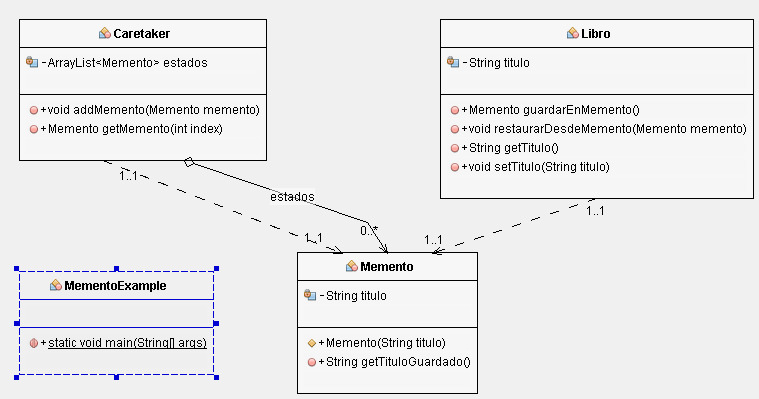 Caretaker
-ArrayList<Memento> estados
+void addMemento(Memento memento)
+Memento getMemento(int index)
Libro
-String titulo
+Memento guardarEnMemento()
+void restaurarDesdeMemento(Memento memento)
+String getTitulo()
+void setTitulo(String titulo)
1..1
estados
0..*
1..1
1..1
1..1
Memento
-String titulo
+Memento(String titulo)
+String getTituloGuardado()
MementoExample
+static void main(String[] args)